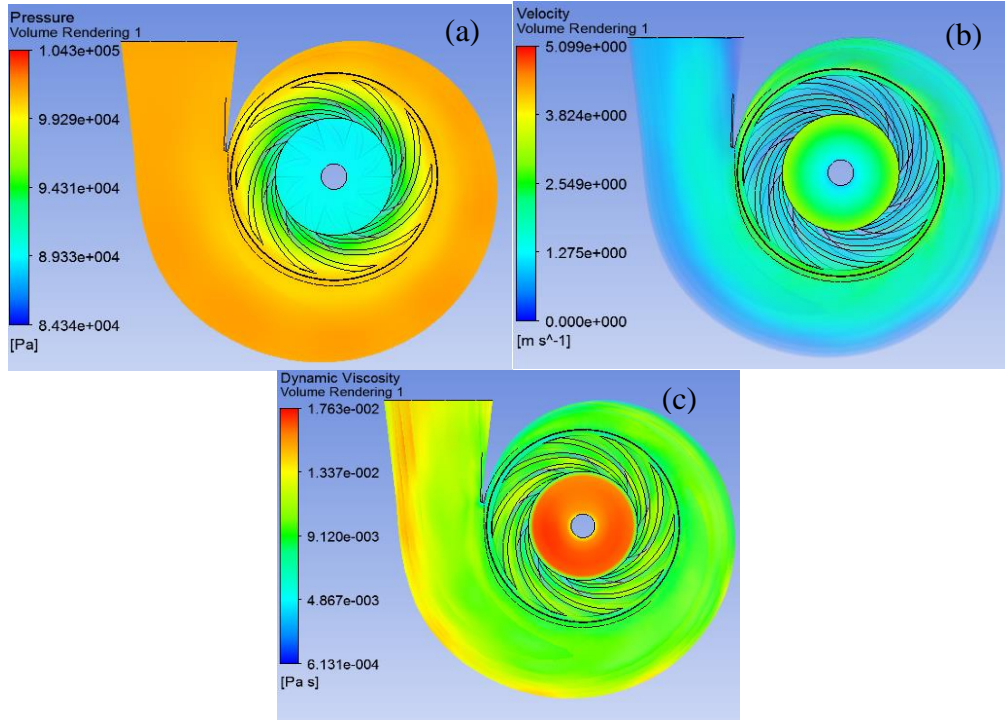 Pressure
Volume Rendering 1
(a)
1.043e+005
9.929e+004
9.431e+004
8.933e+004
8.434e+004
[Pa]
Velocity
Volume Rendering 1
(b)
5.099e+000
3.824e+000
2.549e+000
1.275e+000
0.000e+000
[m s^-1]
Dynamic Viscosity
Volume Rendering 1
(c)
1.763e-002
1.337e-002
9.120e-003
4.867e-003
6.131e-004
[Pa s]